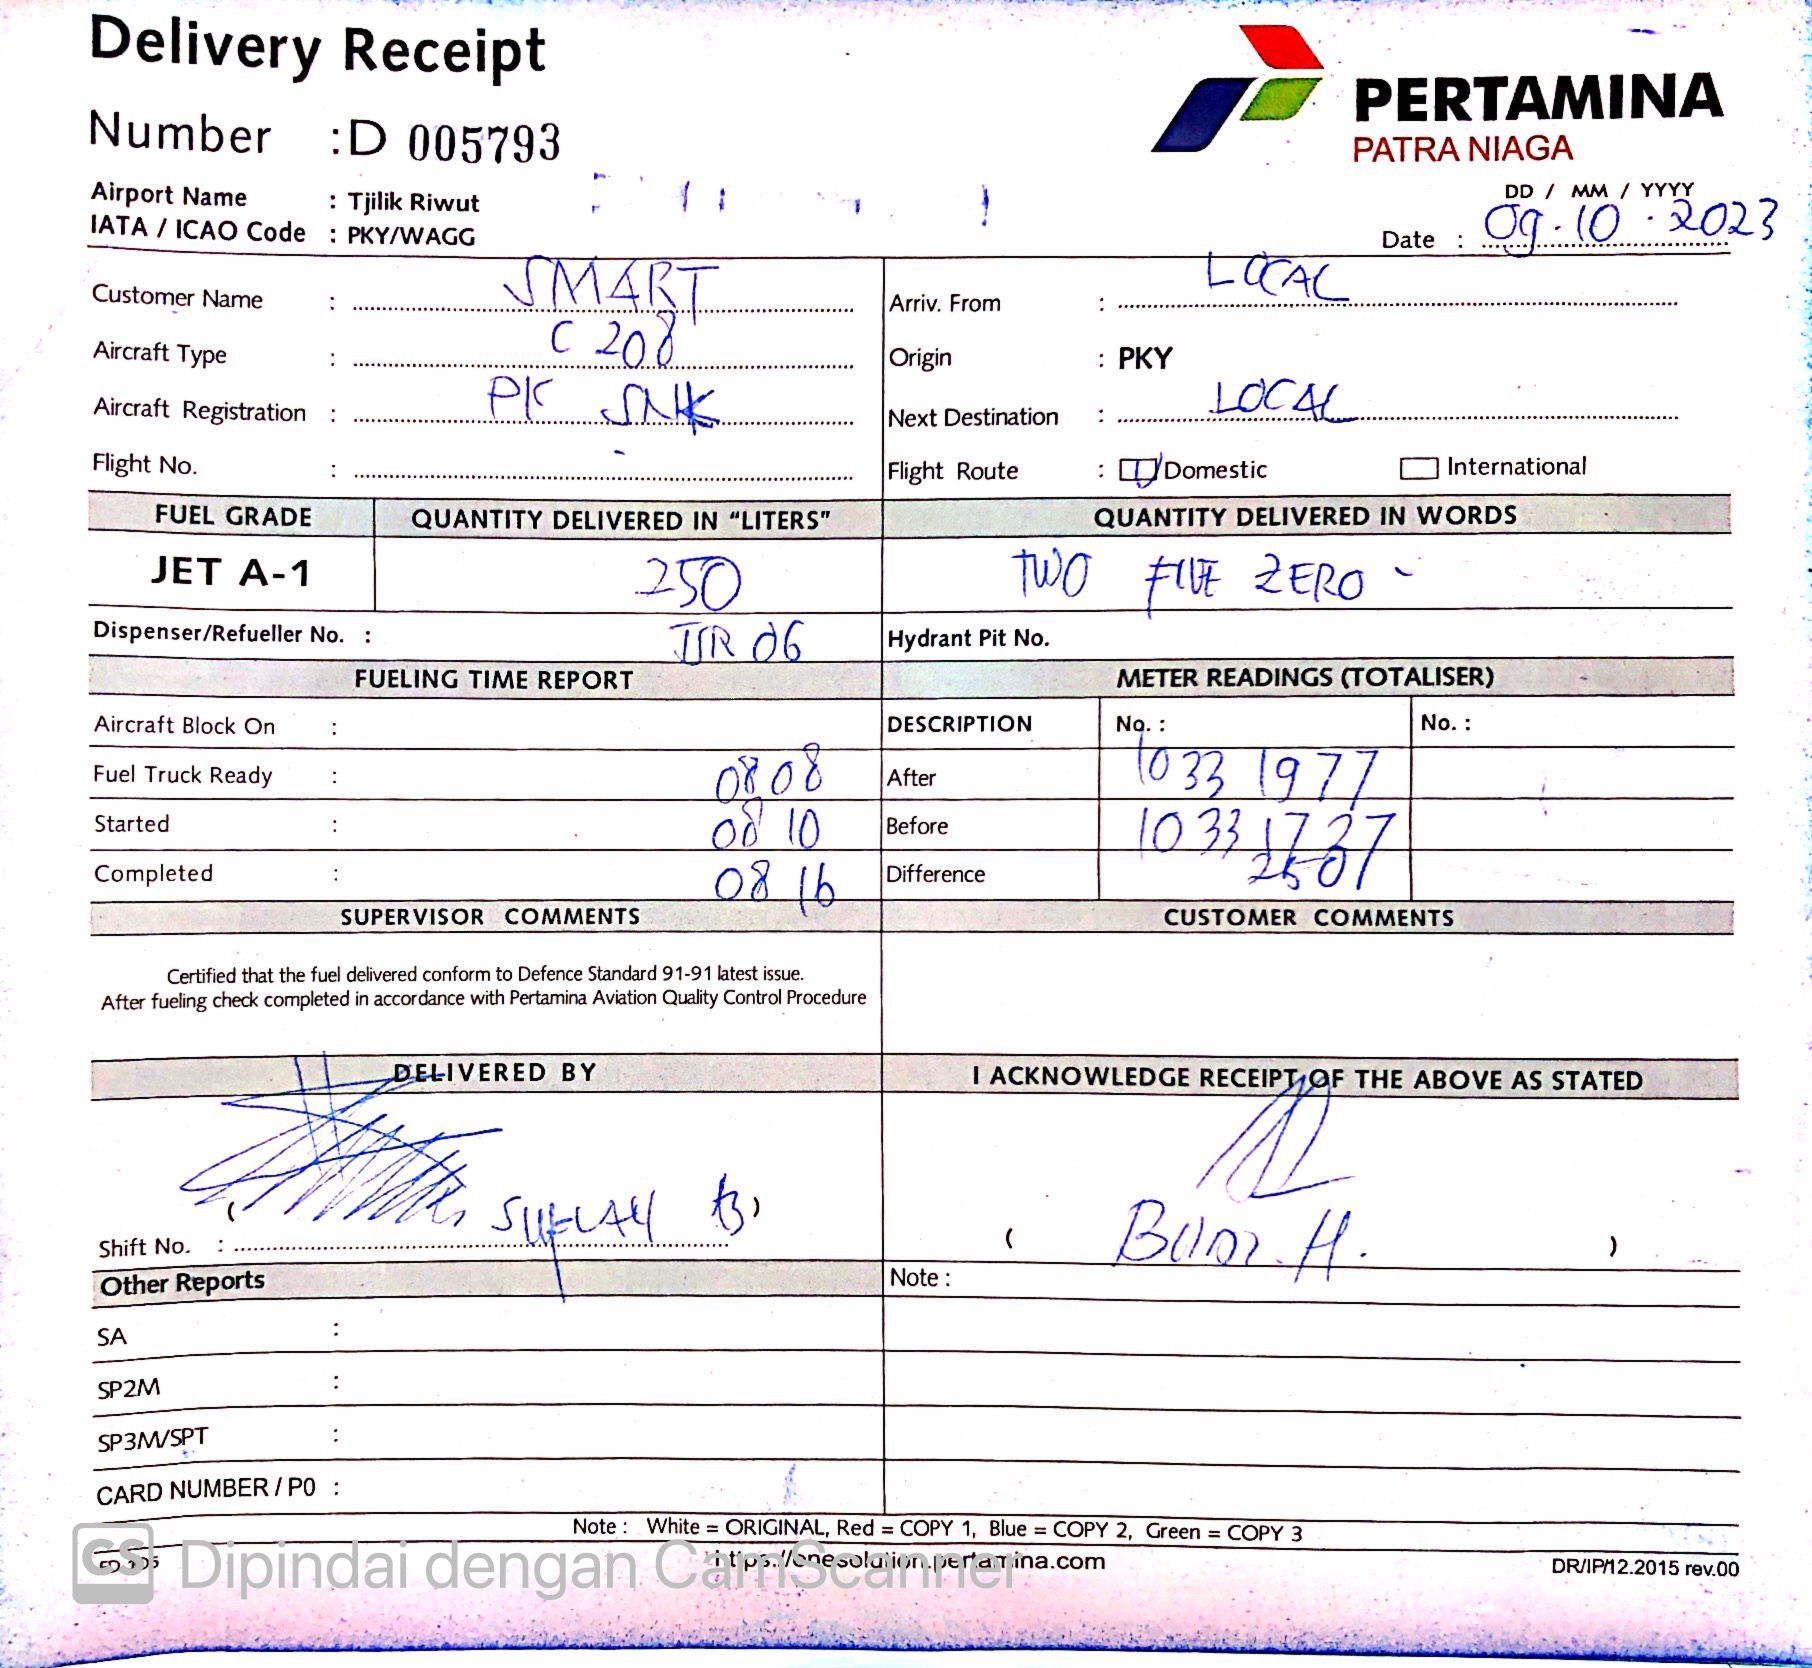 Delivery Receipt
Number : D 005793
PERTAMINA
PATRA NIAGA
Airport Name : Tjilik Riwut
IATA / ICAO Code : PKY/WAGG
DD / MM / YYYY
Date : 09.10.2023
Customer Name : SMART
Arriv. From : LOCAL
Aircraft Type : C 208
Origin : PKY
Aircraft Registration : PK SNK
Next Destination : LOCAL
Flight No. :
Flight Route : Domestic International
FUEL GRADE QUANTITY DELIVERED IN “LITERS” QUANTITY DELIVERED IN WORDS
JET A-1 250 TWO FIVE ZERO -
Dispenser/Refueller No. : 06 Hydrant Pit No.
FUELING TIME REPORT METER READINGS (TOTALISER)
Aircraft Block On : DESCRIPTION No. : No. :
Fuel Truck Ready : 0808 After 1033 1977
Started : 08 10 Before 1033 1727
Completed : 08 16 Difference 250
SUPERVISOR COMMENTS CUSTOMER COMMENTS
Certified that the fuel delivered conform to Defence Standard 91-91 latest issue.
After fueling check completed in accordance with Pertamina Aviation Quality Control Procedure
DELIVERED BY I ACKNOWLEDGE RECEIPT OF THE ABOVE AS STATED
( )
( )
Shift No. :
Other Reports
Note :
SA :
SP2M :
SP3M/SPT :
CARD NUMBER / P0 :
Note : White = ORIGINAL, Red = COPY 1, Blue = COPY 2, Green = COPY 3
https://onesolution.pertamina.com
DR/IP/12.2015 rev.00
CS Dipindai dengan CamScanner